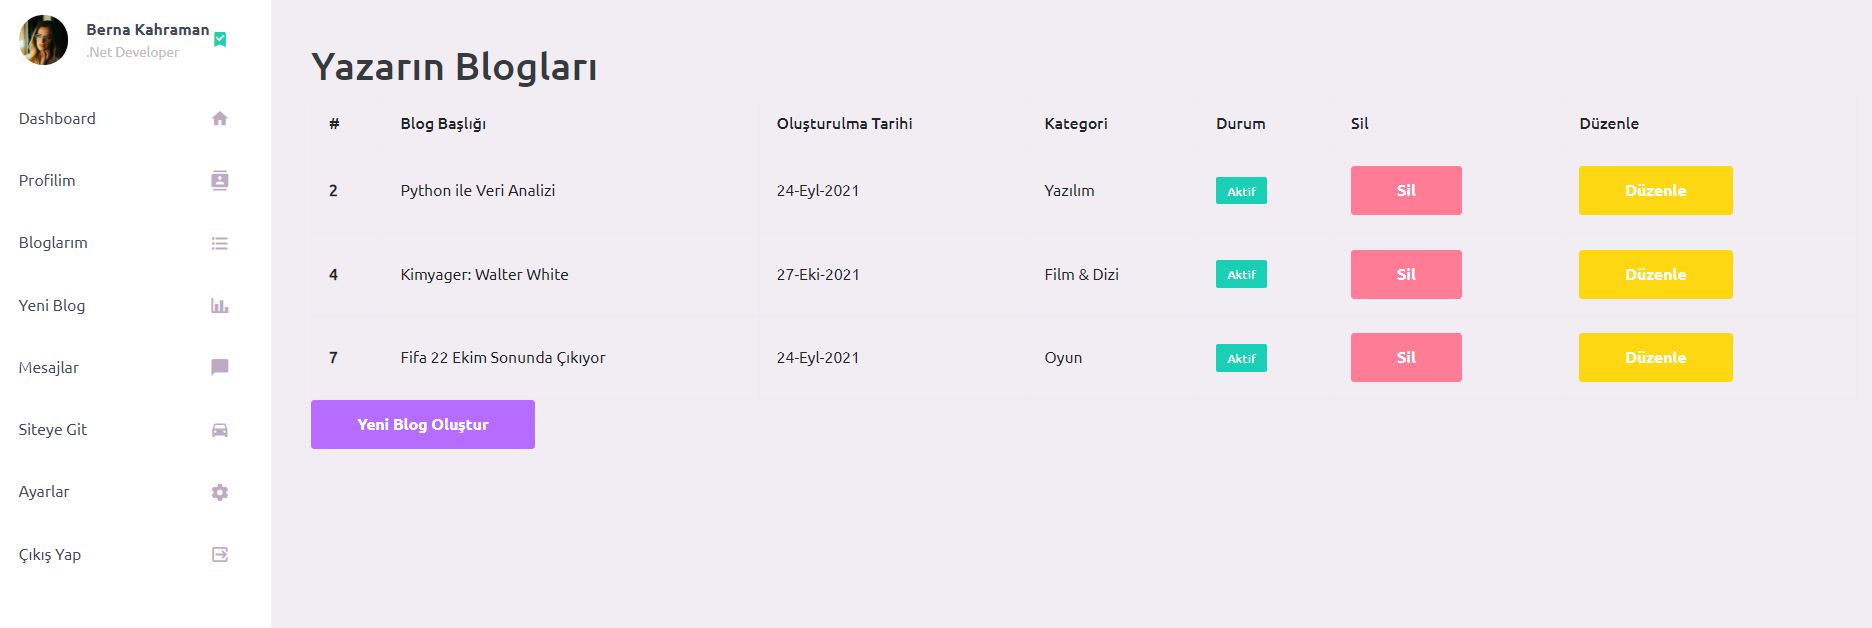 Berna Kahraman
.Net Developer
Dashboard
Profilim
Bloglarım
Yeni Blog
Mesajlar
Siteye Git
Ayarlar
Çıkış Yap
Yazarın Blogları
# Blog Başlığı Oluşturulma Tarihi Kategori Durum Sil Düzenle
2 Python ile Veri Analizi 24-Eyl-2021 Yazılım Aktif Sil Düzenle
4 Kimyager: Walter White 27-Eki-2021 Film & Dizi Aktif Sil Düzenle
7 Fifa 22 Ekim Sonunda Çıkıyor 24-Eyl-2021 Oyun Aktif Sil Düzenle
Yeni Blog Oluştur